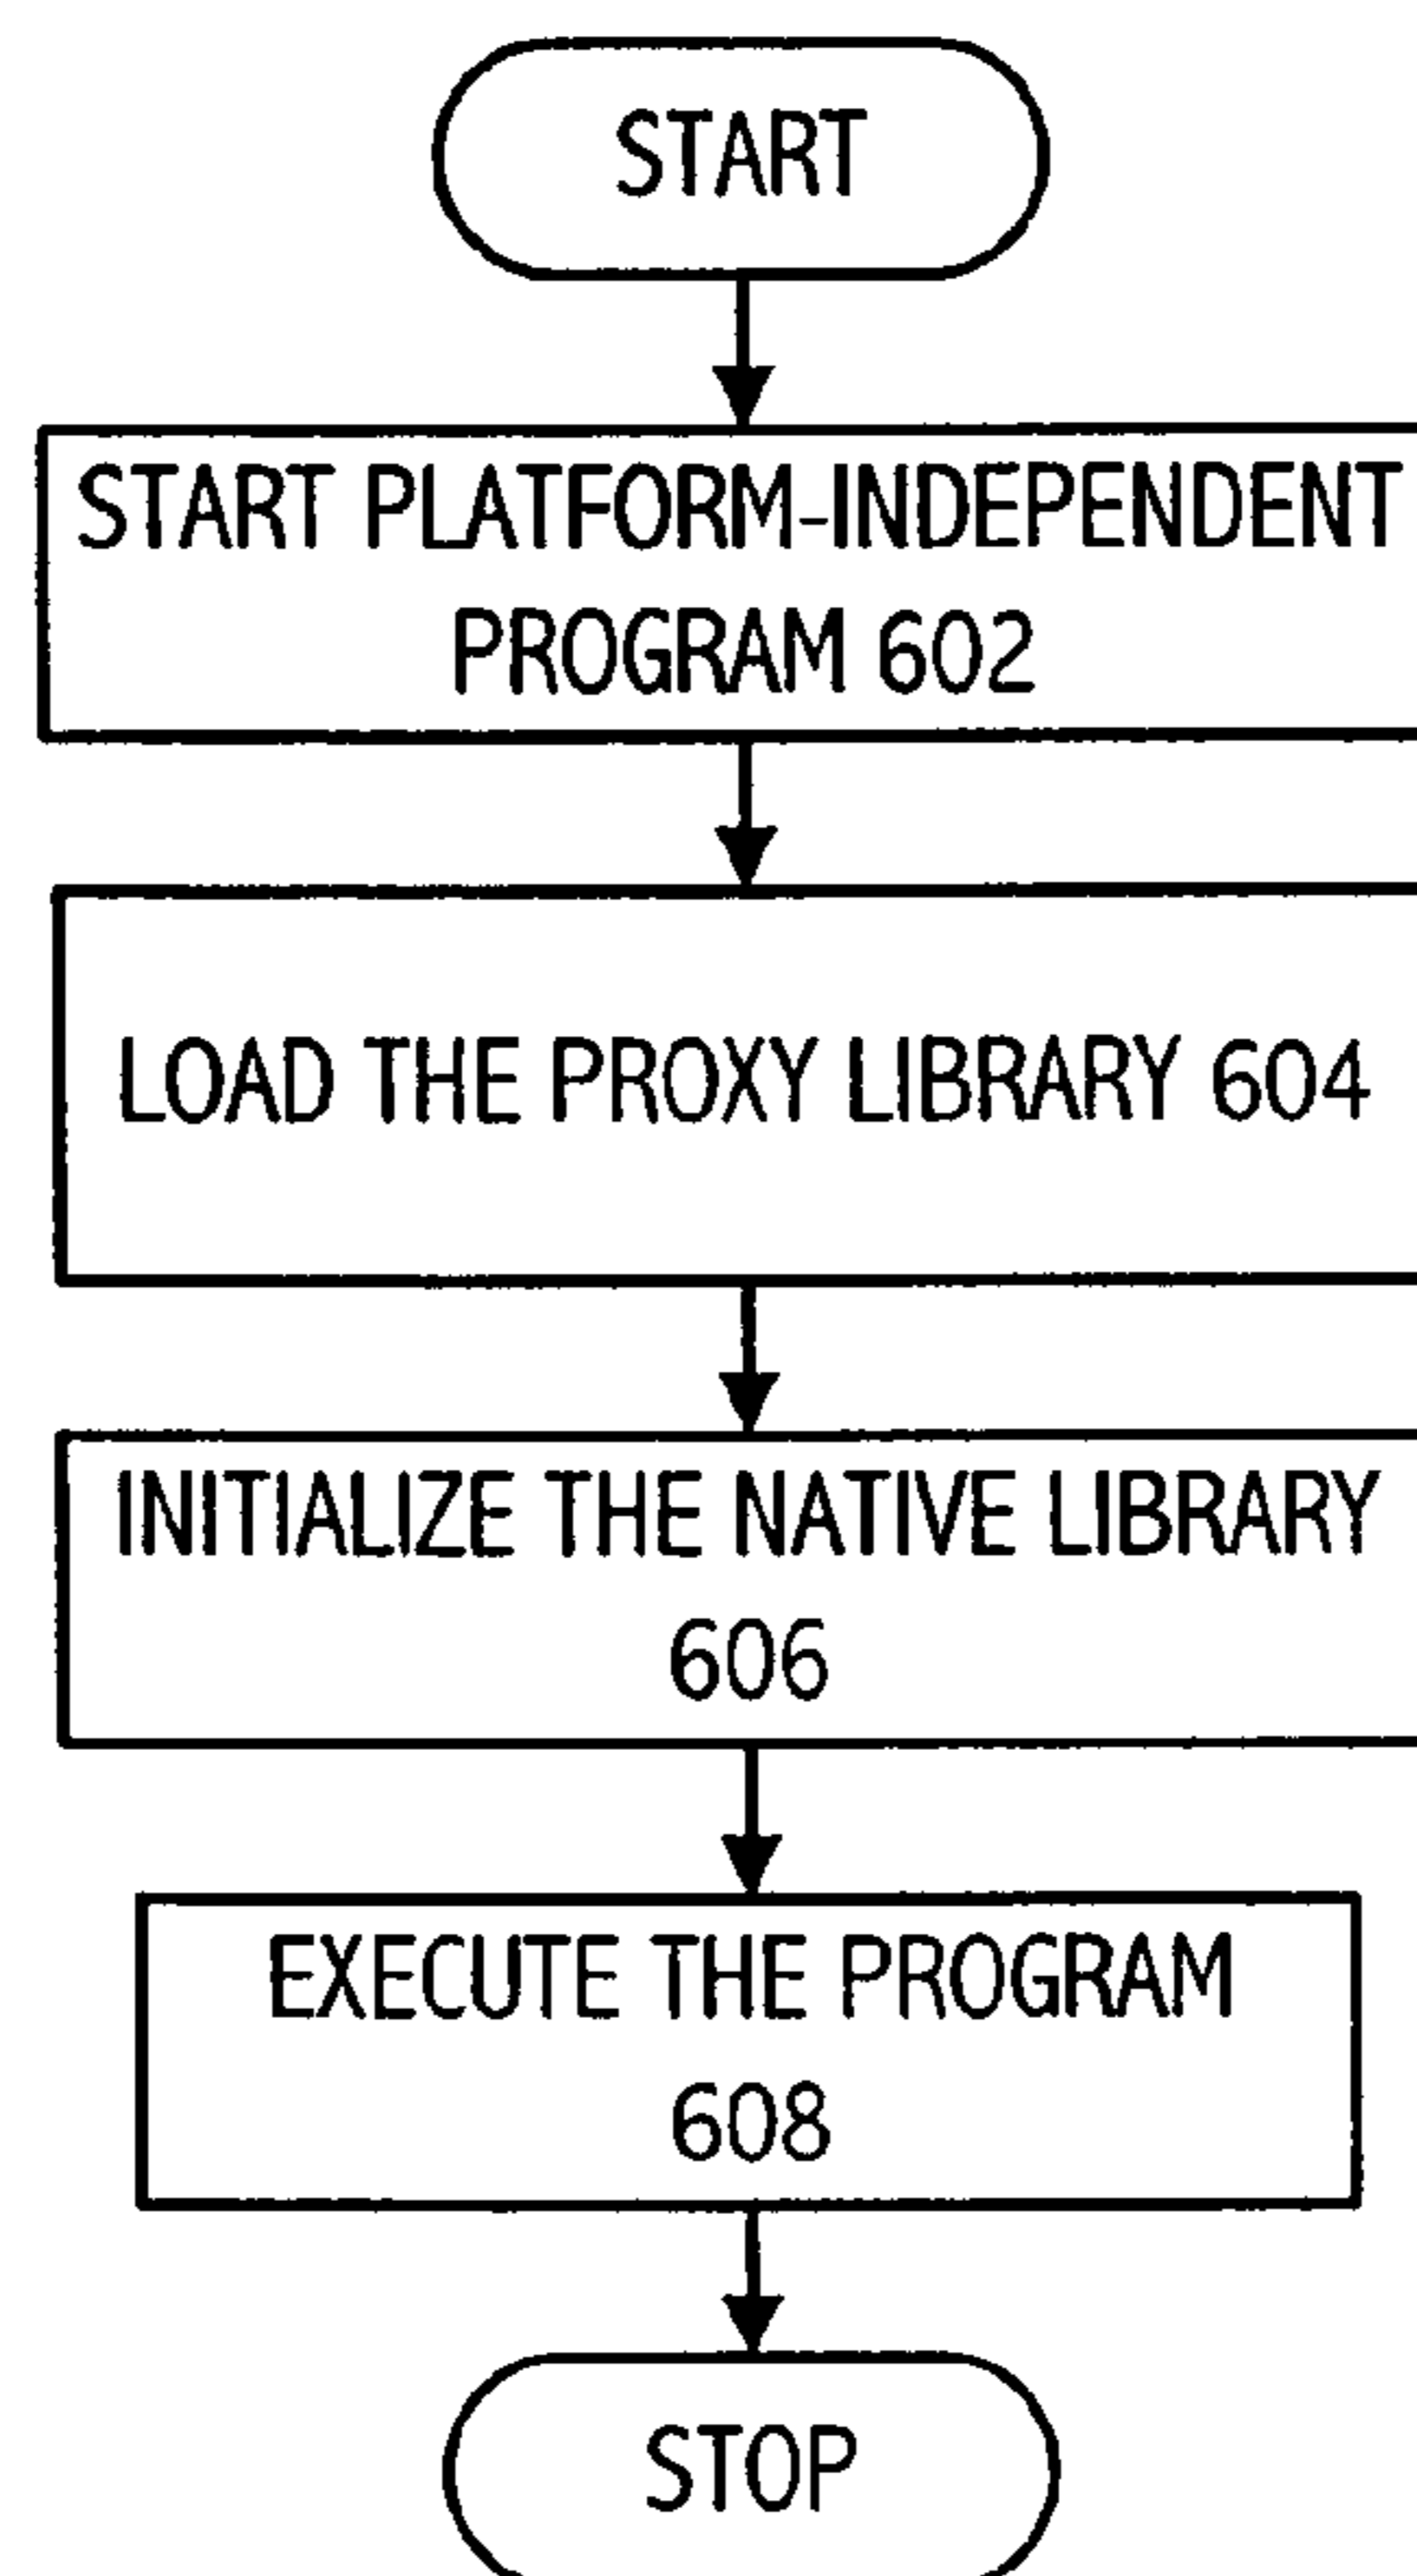 START
START PLATFORM-INDEPENDENT
PROGRAM 602
LOAD THE PROXY LIBRARY 604
INITIALIZE THE NATIVE LIBRARY
606
EXECUTE THE PROGRAM
608
STOP